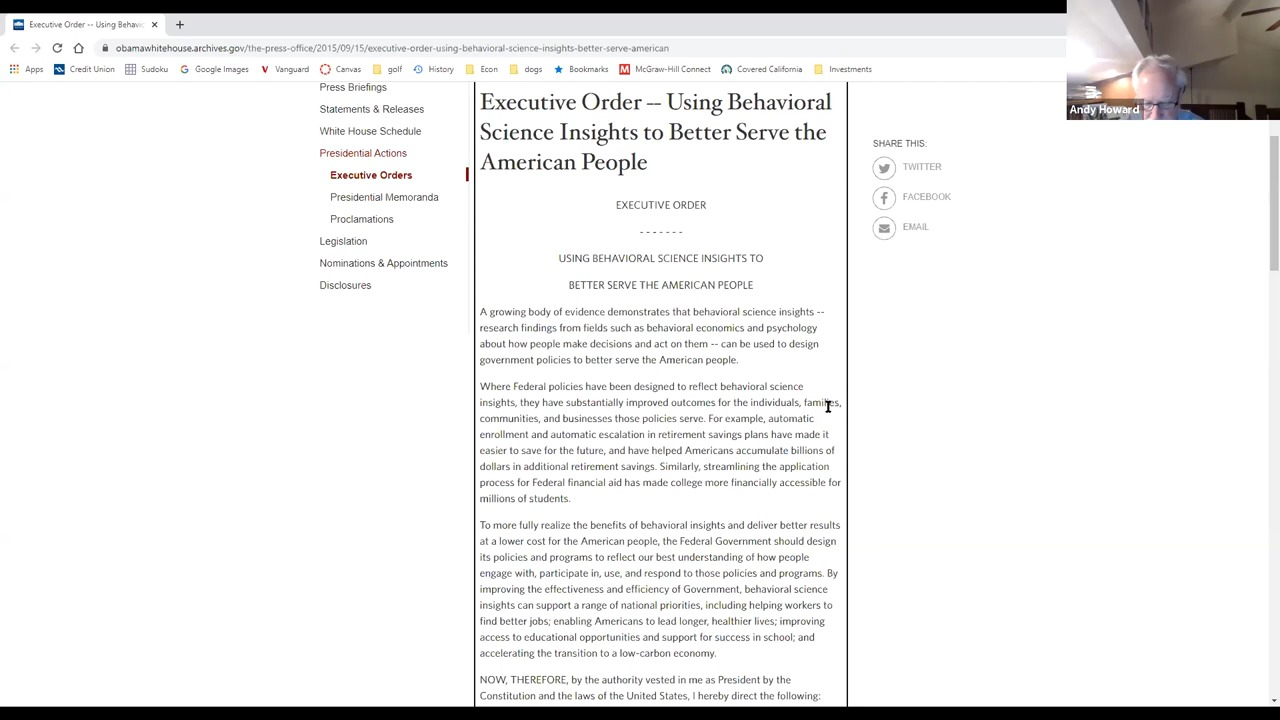 Executive Order -- Using Behavio
obamawhitehouse.archives.gov/the-press-office/2015/09/15/executive-order-using-behavioral-science-insights-better-serve-american
Apps Credit Union Sudoku Google Images Vanguard Canvas golf History Econ dogs Bookmarks McGraw-Hill Connect Covered California Investments
Andy Howard
Press Briefings
Statements & Releases
White House Schedule
Presidential Actions
Executive Orders
Presidential Memoranda
Proclamations
Legislation
Nominations & Appointments
Disclosures
Executive Order -- Using Behavioral
Science Insights to Better Serve the
American People
EXECUTIVE ORDER
- - - - - - -
USING BEHAVIORAL SCIENCE INSIGHTS TO
BETTER SERVE THE AMERICAN PEOPLE
A growing body of evidence demonstrates that behavioral science insights --
research findings from fields such as behavioral economics and psychology
about how people make decisions and act on them -- can be used to design
government policies to better serve the American people.
Where Federal policies have been designed to reflect behavioral science
insights, they have substantially improved outcomes for the individuals, families,
communities, and businesses those policies serve. For example, automatic
enrollment and automatic escalation in retirement savings plans have made it
easier to save for the future, and have helped Americans accumulate billions of
dollars in additional retirement savings. Similarly, streamlining the application
process for Federal financial aid has made college more financially accessible for
millions of students.
To more fully realize the benefits of behavioral insights and deliver better results
at a lower cost for the American people, the Federal Government should design
its policies and programs to reflect our best understanding of how people
engage with, participate in, use, and respond to those policies and programs. By
improving the effectiveness and efficiency of Government, behavioral science
insights can support a range of national priorities, including helping workers to
find better jobs; enabling Americans to lead longer, healthier lives; improving
access to educational opportunities and support for success in school; and
accelerating the transition to a low-carbon economy.
NOW, THEREFORE, by the authority vested in me as President by the
Constitution and the laws of the United States, I hereby direct the following:
SHARE THIS:
TWITTER
FACEBOOK
EMAIL